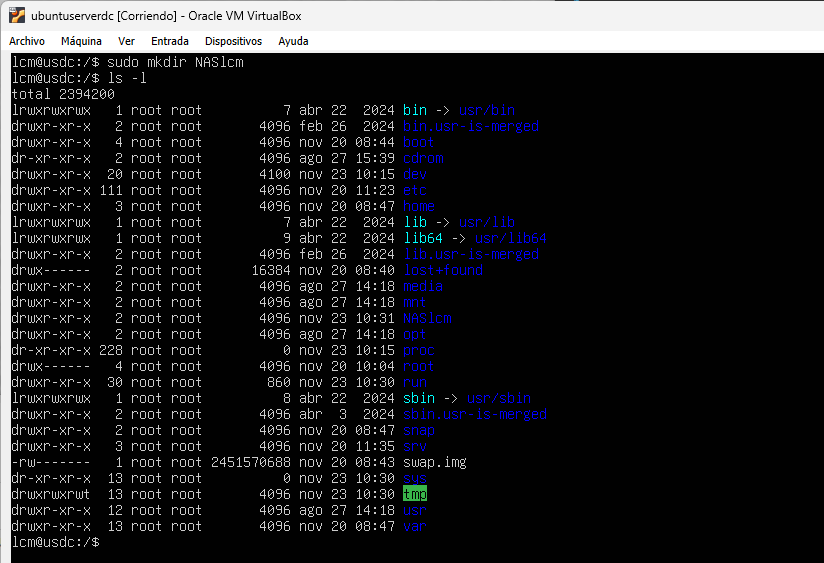 ubuntuserverdc [Corriendo] - Oracle VM VirtualBox
Archivo Máquina Ver Entrada Dispositivos Ayuda
lcm@usdc:/$ sudo mkdir NASlcm
lcm@usdc:/$ ls -l
total 2394200
lrwxrwxrwx   1 root root          7 abr 22  2024 bin -> usr/bin
drwxr-xr-x   2 root root       4096 feb 26  2024 bin.usr-is-merged
drwxr-xr-x   4 root root       4096 nov 20 08:44 boot
dr-xr-xr-x   2 root root       4096 ago 27 15:39 cdrom
drwxr-xr-x  20 root root       4100 nov 23 10:15 dev
drwxr-xr-x 111 root root       4096 nov 20 11:23 etc
drwxr-xr-x   3 root root       4096 nov 20 08:47 home
lrwxrwxrwx   1 root root          7 abr 22  2024 lib -> usr/lib
lrwxrwxrwx   1 root root          9 abr 22  2024 lib64 -> usr/lib64
drwxr-xr-x   2 root root       4096 feb 26  2024 lib.usr-is-merged
drwx------   2 root root      16384 nov 20 08:40 lost+found
drwxr-xr-x   2 root root       4096 ago 27 14:18 media
drwxr-xr-x   2 root root       4096 ago 27 14:18 mnt
drwxr-xr-x   2 root root       4096 nov 23 10:31 NASlcm
drwxr-xr-x   2 root root       4096 ago 27 14:18 opt
dr-xr-xr-x 228 root root          0 nov 23 10:15 proc
drwx------   4 root root       4096 nov 20 10:04 root
drwxr-xr-x  30 root root        860 nov 23 10:30 run
lrwxrwxrwx   1 root root          8 abr 22  2024 sbin -> usr/sbin
drwxr-xr-x   2 root root       4096 abr  3  2024 sbin.usr-is-merged
drwxr-xr-x   2 root root       4096 nov 20 08:47 snap
drwxr-xr-x   3 root root       4096 nov 20 11:35 srv
-rw-------   1 root root 2451570688 nov 20 08:43 swap.img
dr-xr-xr-x  13 root root          0 nov 23 10:30 sys
drwxrwxrwt  13 root root       4096 nov 23 10:30 tmp
drwxr-xr-x  12 root root       4096 ago 27 14:18 usr
drwxr-xr-x  13 root root       4096 nov 20 08:47 var
lcm@usdc:/$